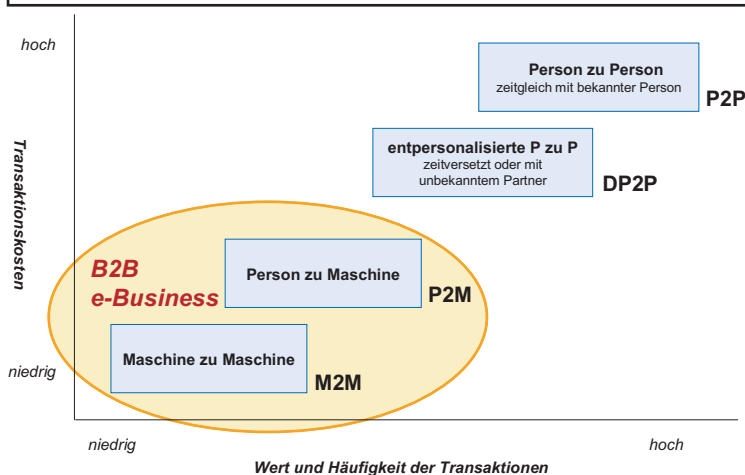 hoch
Person zu Person
zeitgleich mit bekannter Person
P2P
entpersonalisierte P zu P
zeitversetzt oder mit
unbekanntem Partner
DP2P
Transaktionskosten
B2B
e-Business
Person zu Maschine
P2M
Maschine zu Maschine
M2M
niedrig
niedrig
hoch
Wert und Häufigkeit der Transaktionen